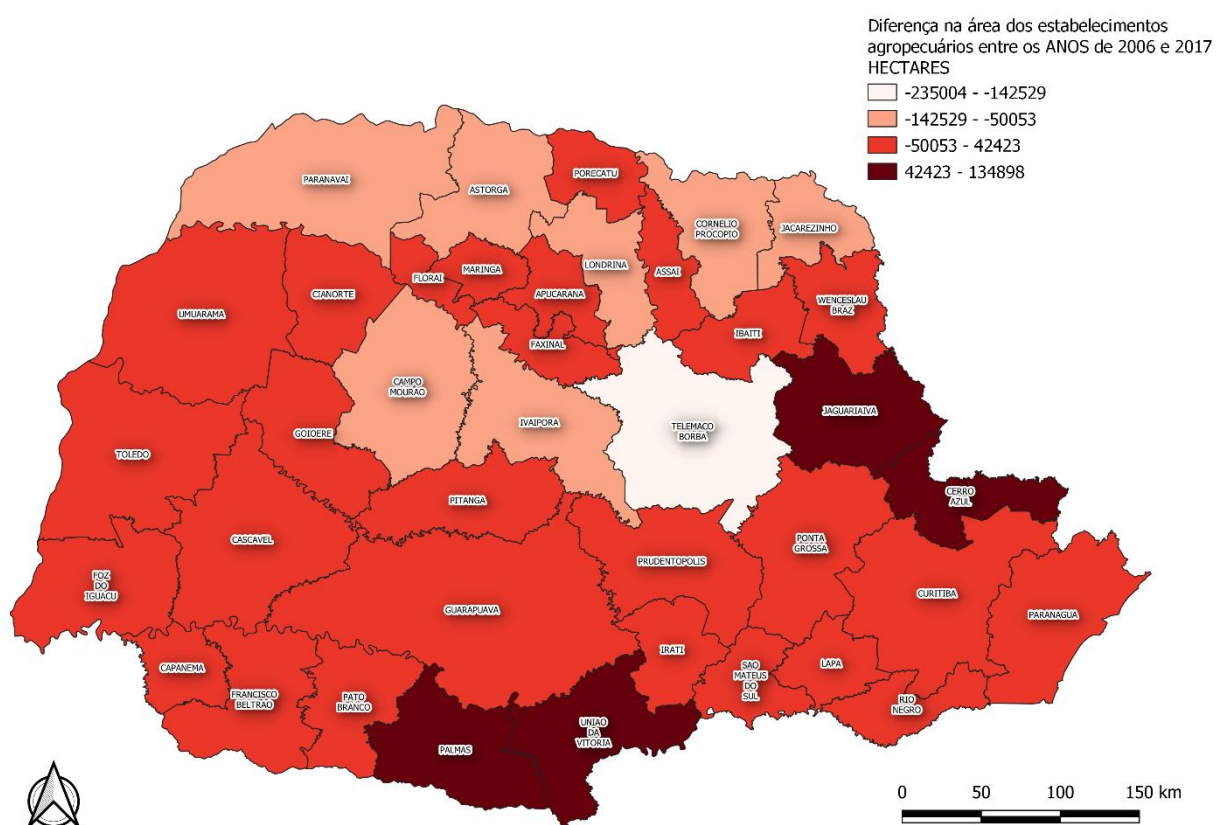 Diferença na área dos estabelecimentos
agropecuários entre os ANOS de 2006 e 2017
HECTARES
-235004 - -142529
-142529 - -50053
-50053 - 42423
42423 - 134898
PARANAVAI
ASTORGA
PORECATU
CORNELIO
PROCOPIO
JACAREZINHO
LONDRINA
ASSAI
MARINGA
FLORAI
APUCARANA
CIANORTE
UMUARAMA
WENCESLAU
BRAZ
IBAITI
FAXINAL
CAMPO
MOURAO
IVAIPORA
TELEMACO
BORBA
JAGUARIAIVA
GOIOERE
TOLEDO
PITANGA
CERRO
AZUL
CASCAVEL
PONTA
GROSSA
PRUDENTOPOLIS
FOZ
DO
IGUACU
CURITIBA
GUARAPUAVA
PARANAGUA
IRATI
CAPANEMA
LAPA
SAO
MATEUS
DO
SUL
FRANCISCO
BELTRÃO
PATO
BRANCO
RIO
NEGRO
UNIAO
DA
VITORIA
PALMAS
0 50 100 150 km